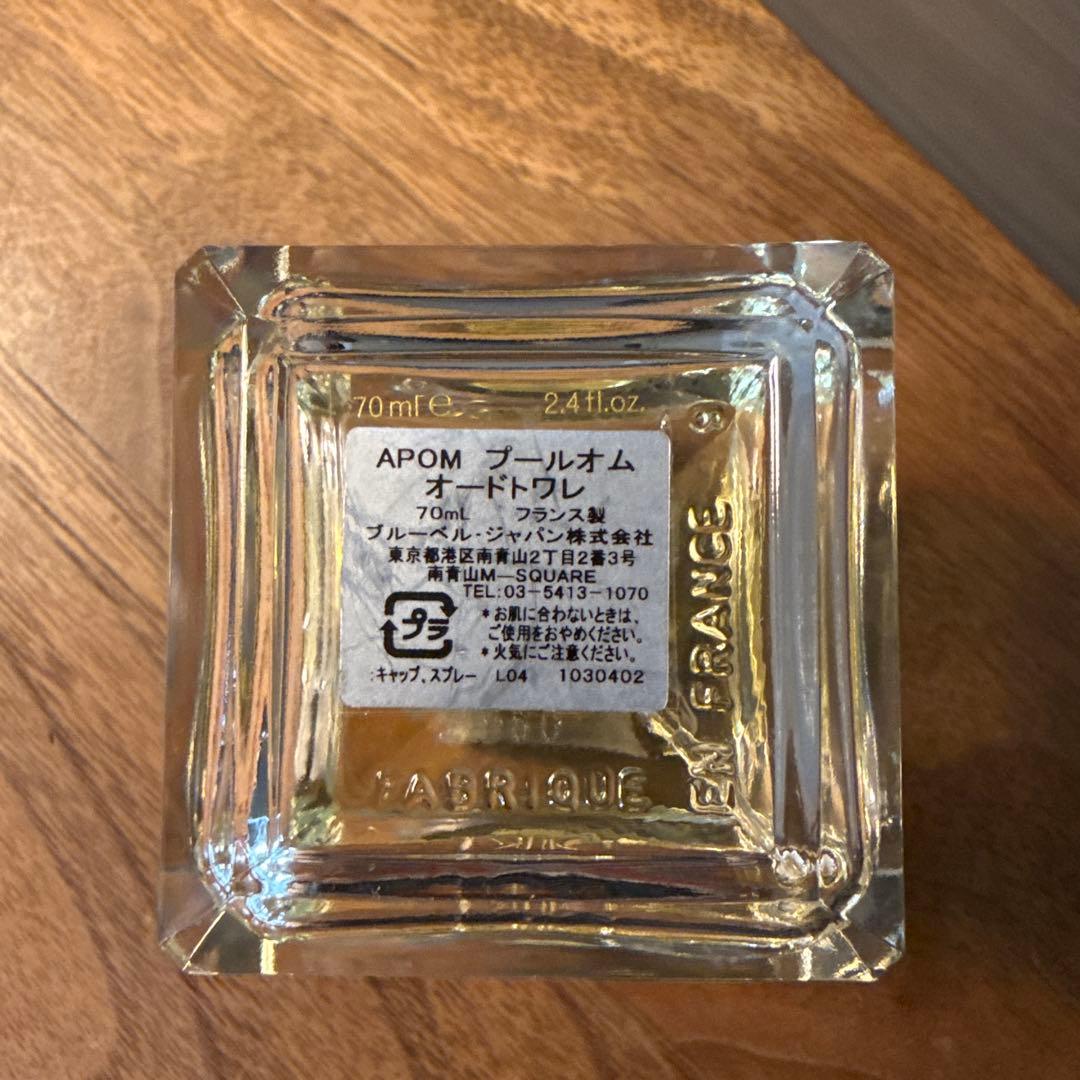 70ml e 2.4fl.oz.
APOM プールオム
オードトワレ
70mL フランス製
ブルーベル・ジャパン株式会社
東京都港区南青山2丁目2番3号
南青山M—SQUARE
TEL:03-5413-1070
プラ
*お肌に合わないときは、
ご使用をおやめください。
*火気にご注意ください。
:キャップ、スプレー L04 1030402
FABRIQUE
EN FRANCE